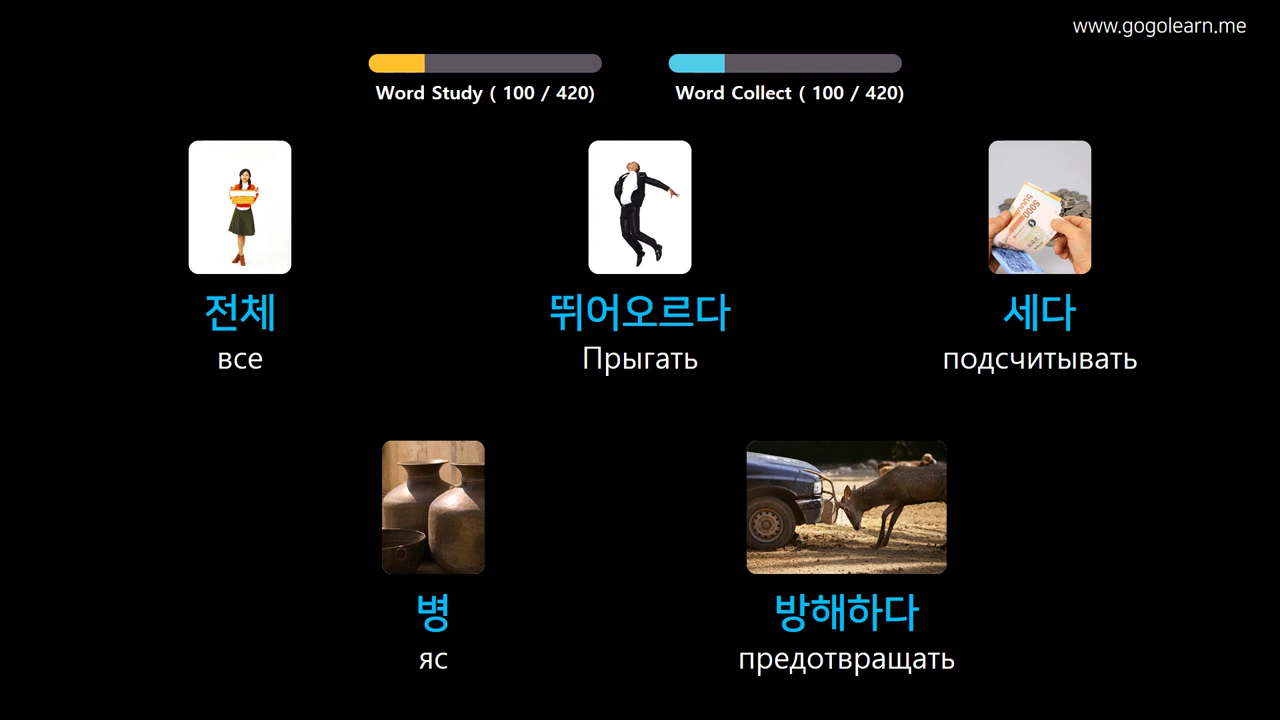 www.gogolearn.me
Word Study ( 100 / 420)
Word Collect ( 100 / 420)
전체
все
뛰어오르다
Прыгать
세다
подсчитывать
병
яс
방해하다
предотвращать